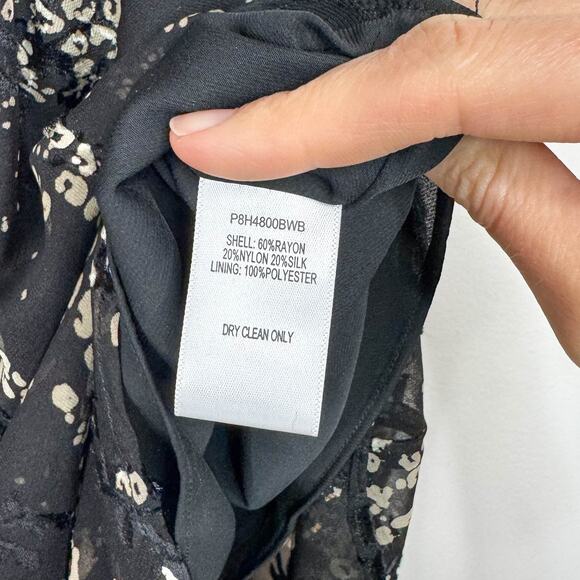 P8H4800BWB
SHELL: 60%RAYON
20%NYLON 20%SILK
LINING: 100%POLYESTER
DRY CLEAN ONLY